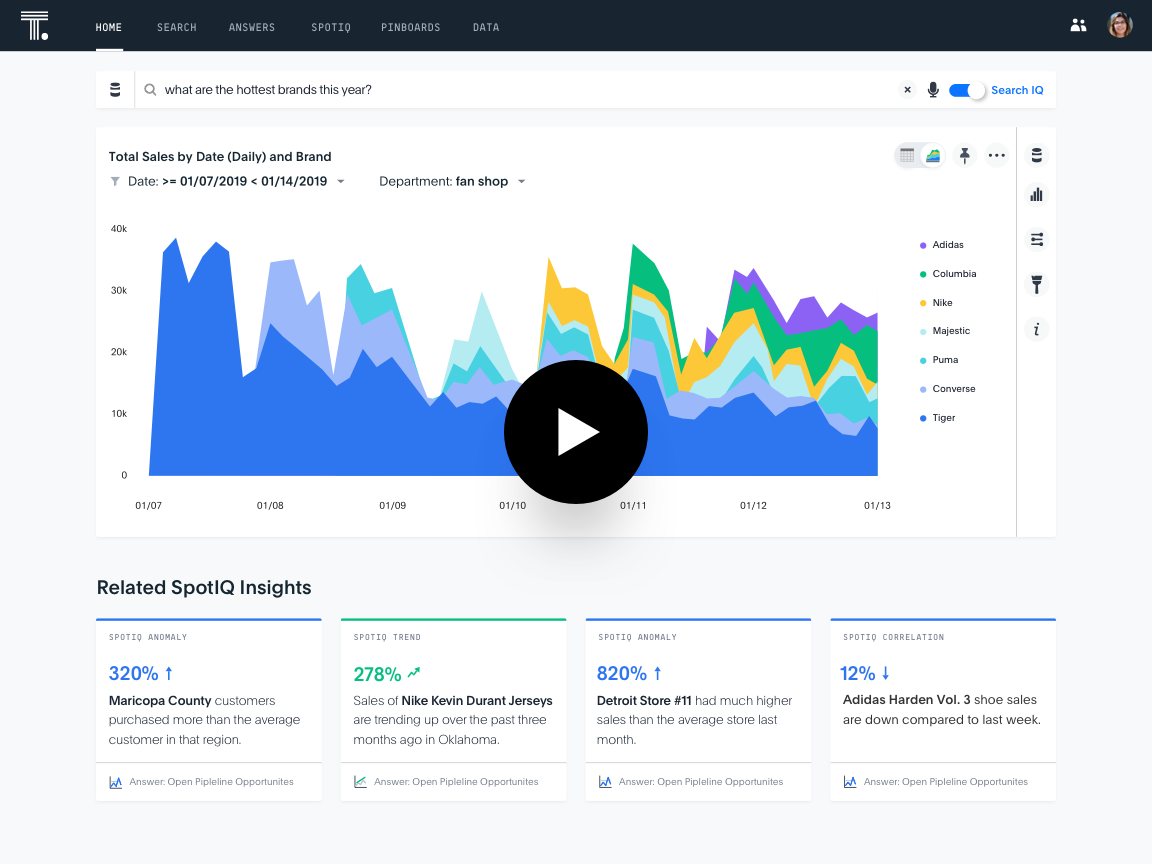 T.
HOME SEARCH ANSWERS SPOTIQ PINBOARDS DATA
what are the hottest brands this year?
Search IQ
Total Sales by Date (Daily) and Brand
Date: >= 01/07/2019 < 01/14/2019
Department: fan shop
40k
30k
20k
10k
0
01/07 01/08 01/09 01/10 01/11 01/12 01/13
Adidas
Columbia
Nike
Majestic
Puma
Converse
Tiger
i
Related SpotIQ Insights
SPOTIQ ANOMALY
320%
Maricopa County customers
purchased more than the average
customer in that region.
Answer: Open Pipleline Opportunites
SPOTIQ TREND
278%
Sales of Nike Kevin Durant Jerseys
are trending up over the past three
months ago in Oklahoma.
Answer: Open Pipleline Opportunites
SPOTIQ ANOMALY
820%
Detroit Store #11 had much higher
sales than the average store last
month.
Answer: Open Pipleline Opportunites
SPOTIQ CORRELATION
12%
Adidas Harden Vol. 3 shoe sales
are down compared to last week.
Answer: Open Pipleline Opportunites